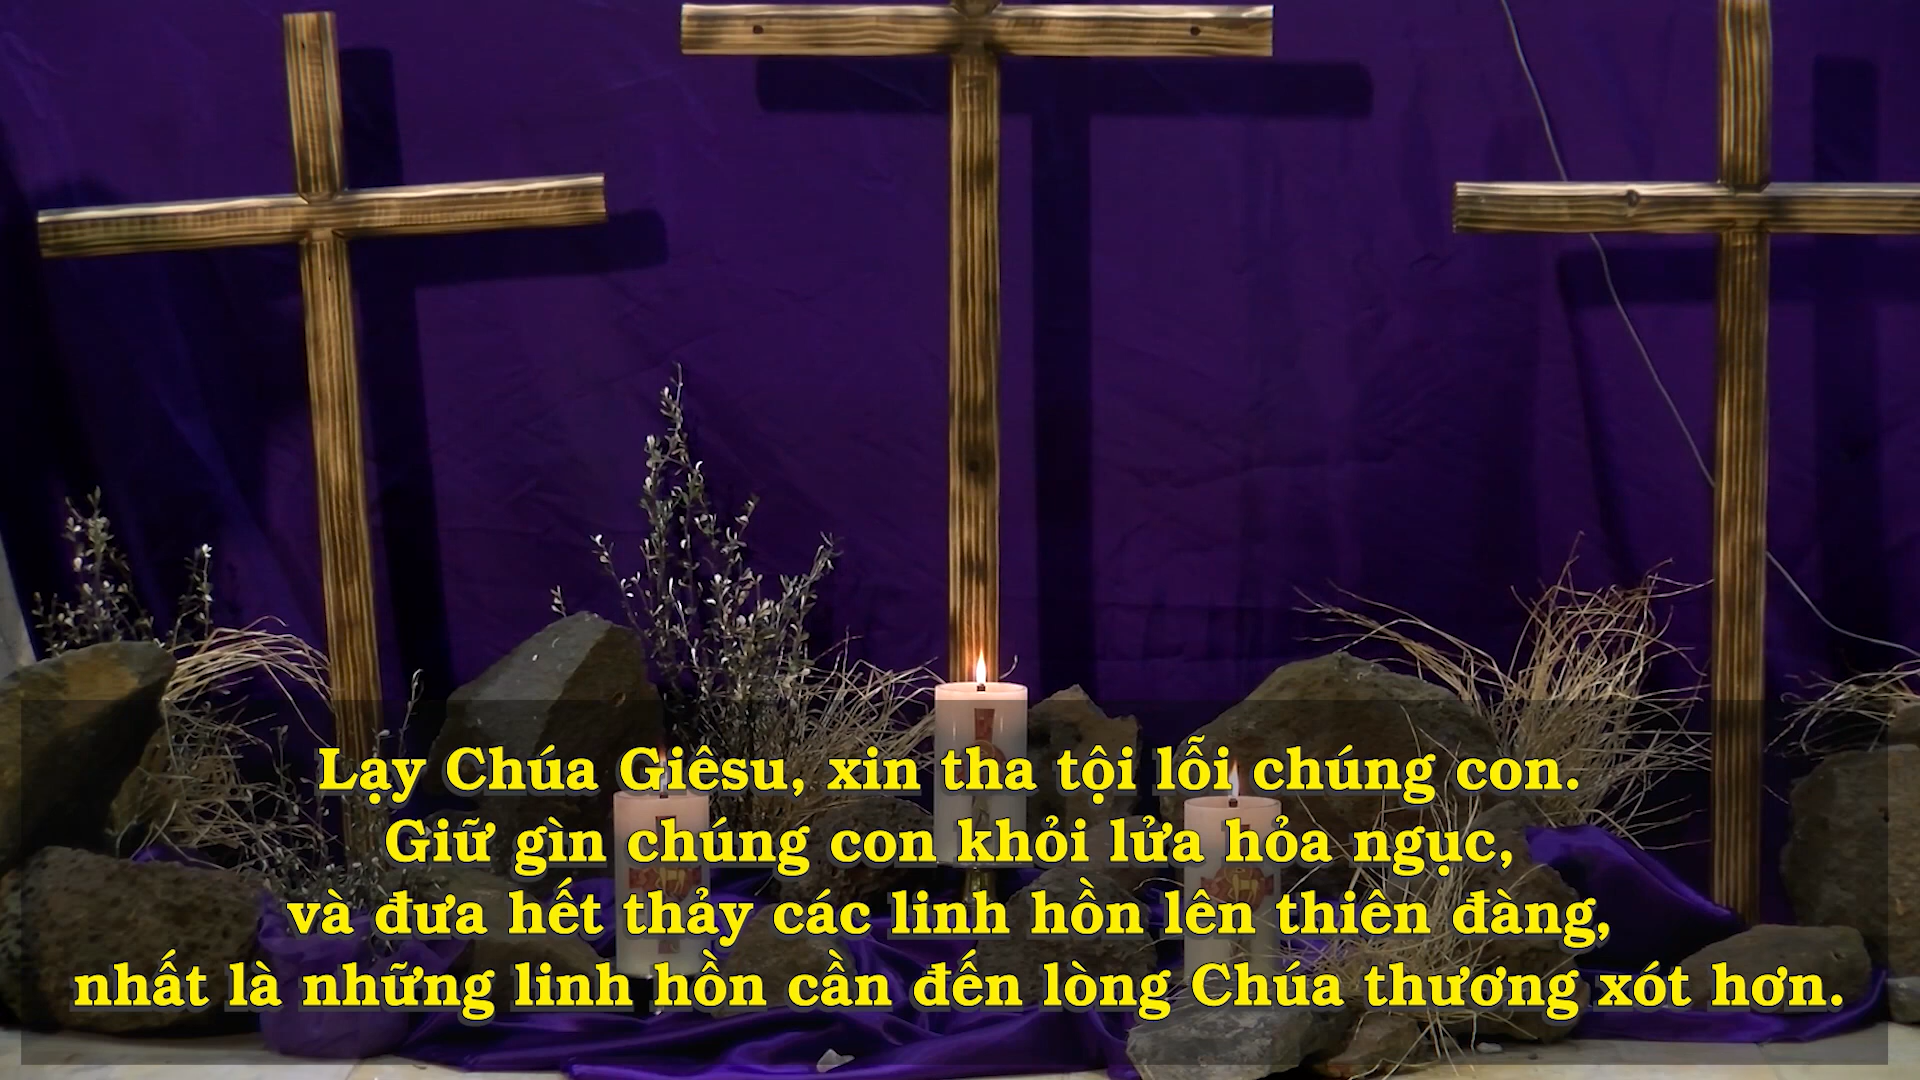 Lạy Chúa Giêsu, xin tha tội lỗi chúng con.
Giữ gìn chúng con khỏi lửa hỏa ngục,
và đưa hết thảy các linh hồn lên thiên đàng,
nhất là những linh hồn cần đến lòng Chúa thương xót hơn.